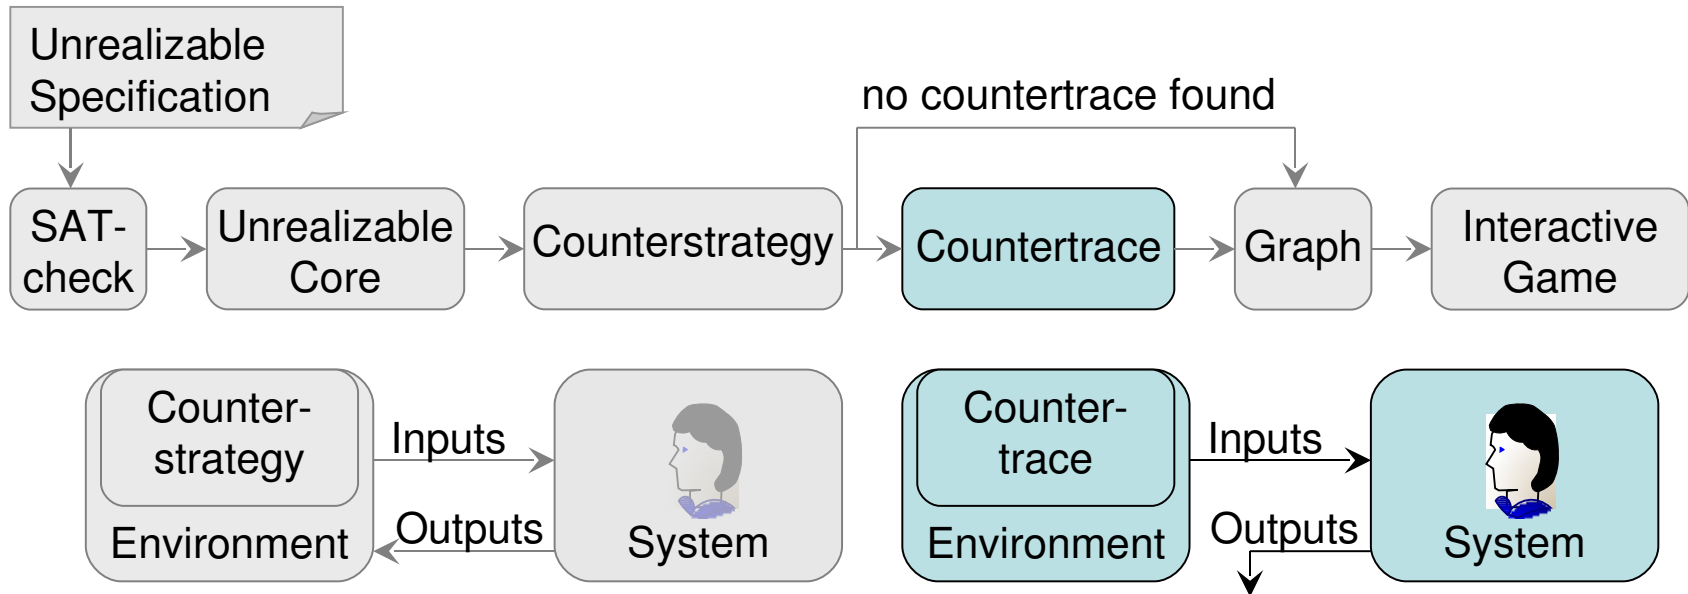 Unrealizable
Specification
no countertrace found
SAT-
check
Unrealizable
Core
Counterstrategy
Countertrace
Graph
Interactive
Game
Counter-
strategy
Environment
Inputs
Outputs
System
Counter-
trace
Environment
Inputs
Outputs
System